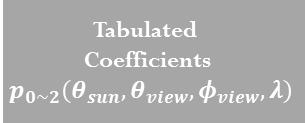 Tabulated
Coefficients
p₀~₂(θₛᵤₙ, θᵥᵢₑw, ϕᵥᵢₑw, λ)